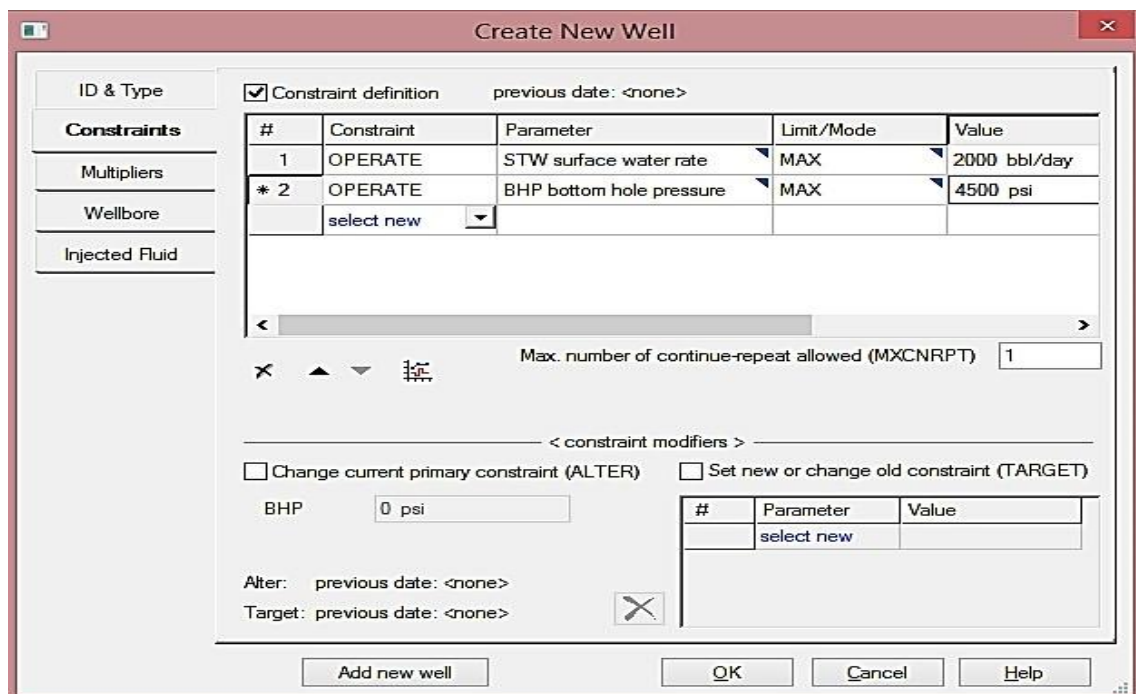 Create New Well
ID & Type
Constraints
Multipliers
Wellbore
Injected Fluid
Constraint definition previous date: <none>
# Constraint Parameter Limit/Mode Value
1 OPERATE STW surface water rate MAX 2000 bbl/day
* 2 OPERATE BHP bottom hole pressure MAX 4500 psi
select new
Max. number of continue-repeat allowed (MXCNRPT) 1
< constraint modifiers >
Change current primary constraint (ALTER) Set new or change old constraint (TARGET)
BHP 0 psi
# Parameter Value
select new
Alter: previous date: <none>
Target: previous date: <none>
Add new well OK Cancel Help